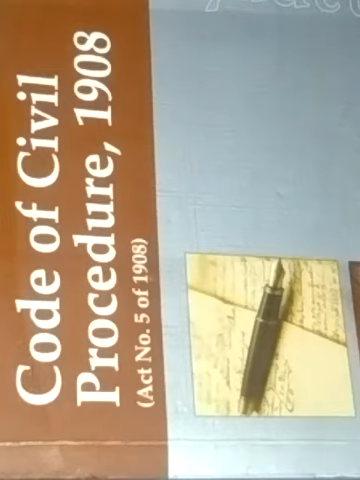 Code of Civil
Procedure, 1908
(Act No. 5 of 1908)